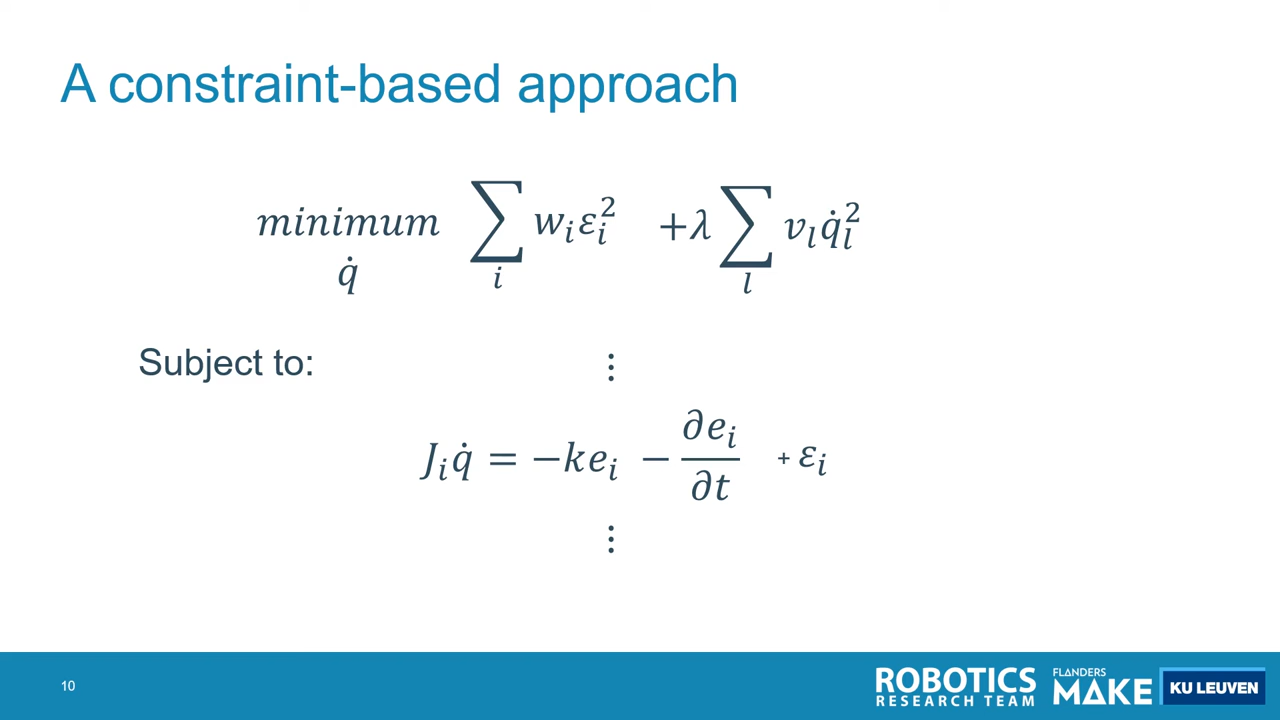 A constraint-based approach
minimum ∑ wᵢεᵢ² +λ ∑ vₗq̇ₗ²
q̇ i l
Subject to:
⋮
Jᵢq̇ = −keᵢ − ∂eᵢ/∂t + εᵢ
⋮
10
ROBOTICS
RESEARCH TEAM
FLANDERS
MAKE
KU LEUVEN